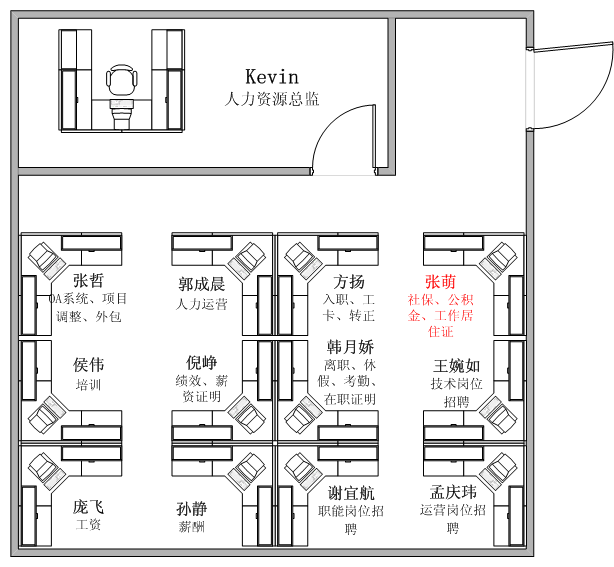 Kevin
人力资源总监
张哲
OA系统、项目
调整、外包
郭成晨
人力运营
方扬
入职、工
卡、转正
张萌
社保、公积
金、工作居
住证
侯伟
培训
倪峥
绩效、薪
资证明
韩月娇
离职、休
假、考勤、
在职证明
王婉如
技术岗位
招聘
庞飞
工资
孙静
薪酬
谢宜航
职能岗位招
聘
孟庆玮
运营岗位招
聘